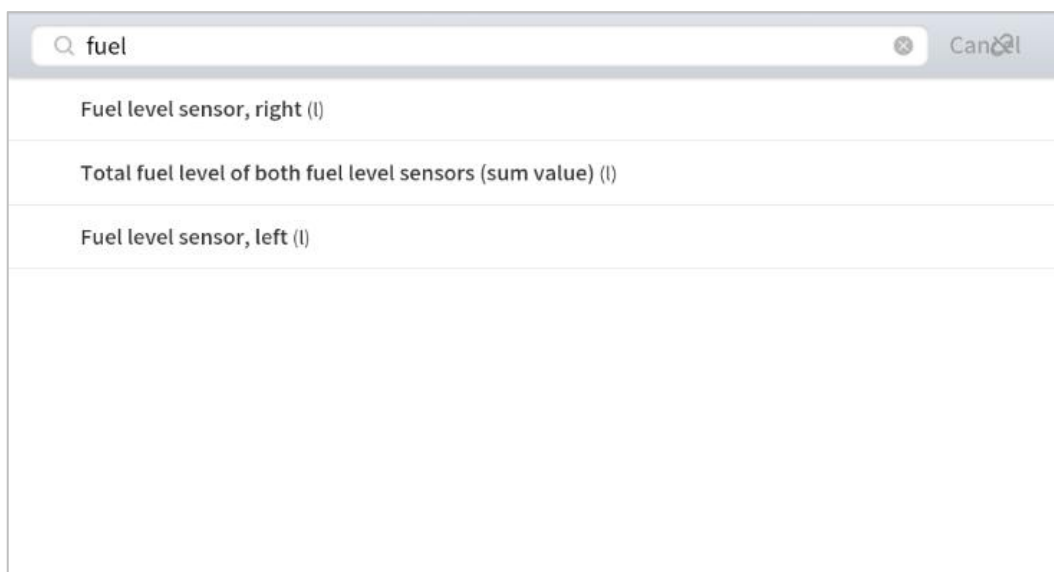 fuel
Cancel
Fuel level sensor, right (l)
Total fuel level of both fuel level sensors (sum value) (l)
Fuel level sensor, left (l)